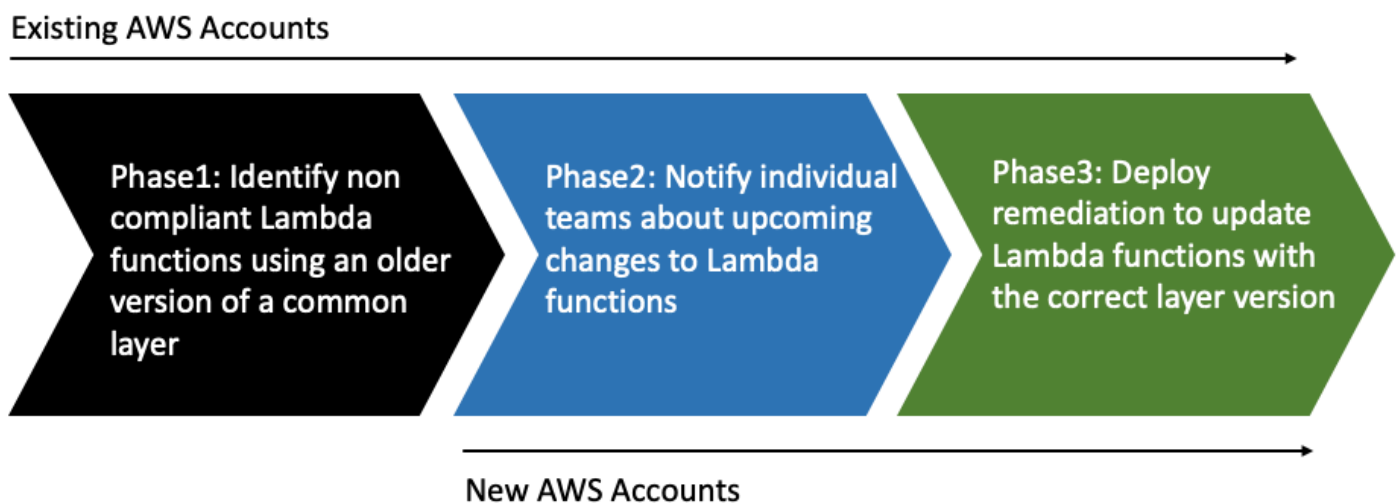 Existing AWS Accounts
Phase1: Identify non
compliant Lambda
functions using an older
version of a common
layer
Phase2: Notify individual
teams about upcoming
changes to Lambda
functions
Phase3: Deploy
remediation to update
Lambda functions with
the correct layer version
New AWS Accounts